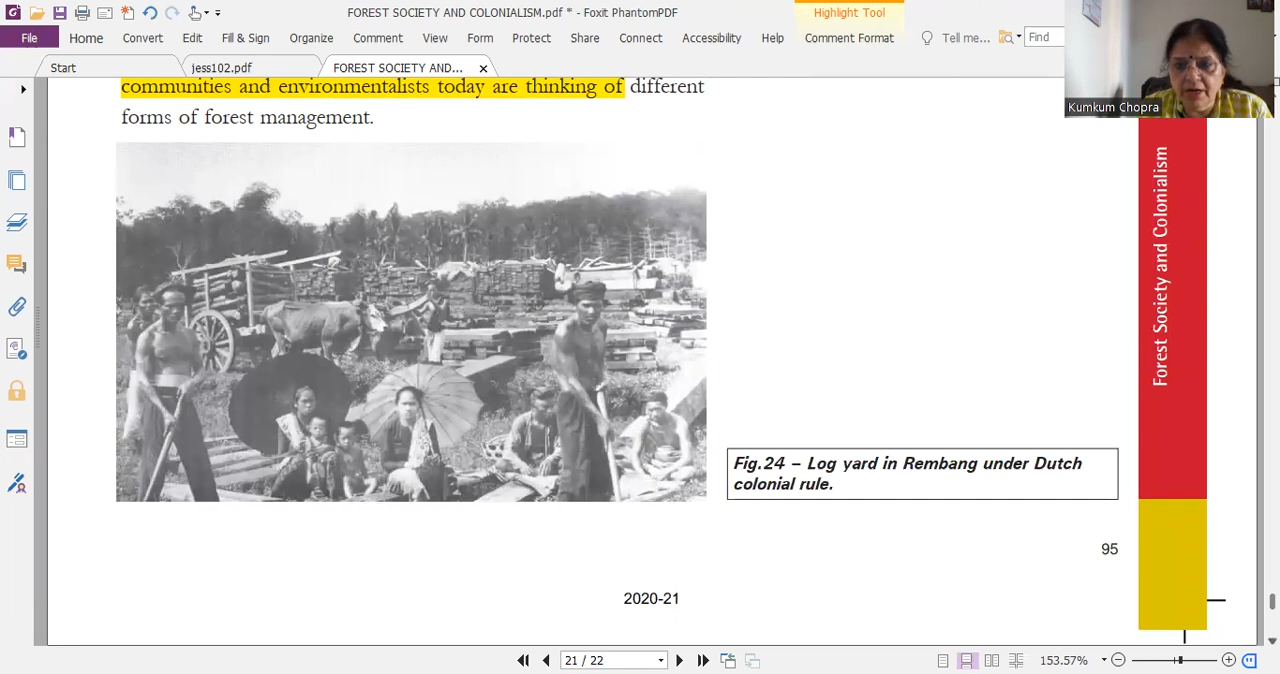 FOREST SOCIETY AND COLONIALISM.pdf * - Foxit PhantomPDF
Highlight Tool
File Home Convert Edit Fill & Sign Organize Comment View Form Protect Share Connect Accessibility Help Comment Format Tell me... Find
Start jess102.pdf FOREST SOCIETY AND...
communities and environmentalists today are thinking of different
forms of forest management.
Kumkum Chopra
Forest Society and Colonialism
Fig.24 – Log yard in Rembang under Dutch
colonial rule.
95
2020-21
21 / 22
153.57%